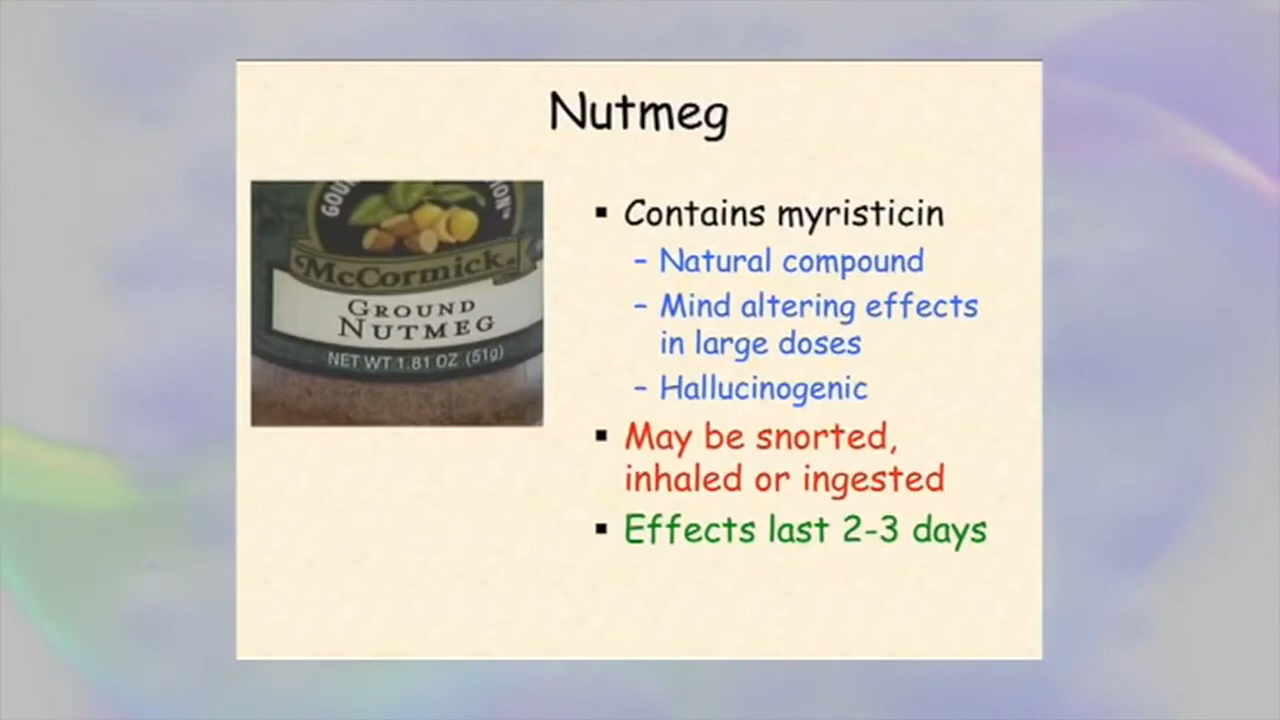 Nutmeg
McCormick
GROUND
NUTMEG
NET WT 1.81 OZ (51g)
▪ Contains myristicin
– Natural compound
– Mind altering effects
in large doses
– Hallucinogenic
▪ May be snorted,
inhaled or ingested
▪ Effects last 2-3 days